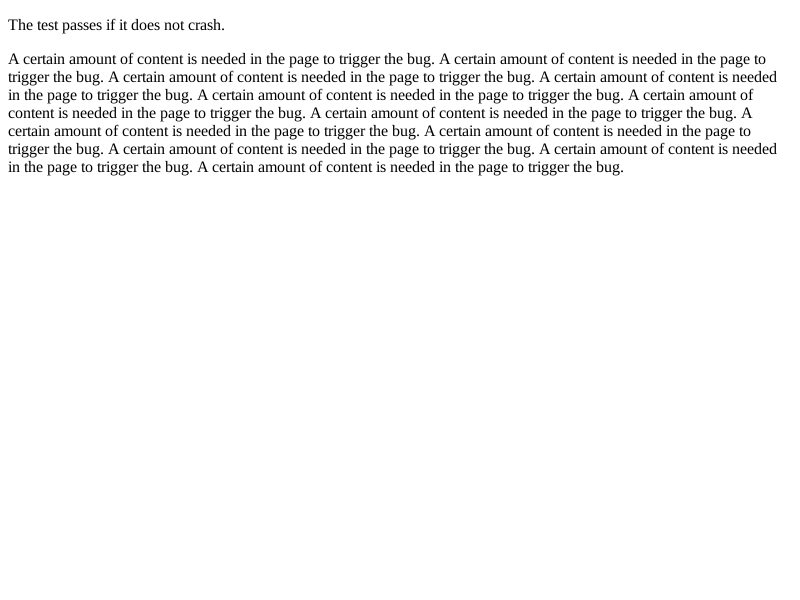 The test passes if it does not crash.
A certain amount of content is needed in the page to trigger the bug. A certain amount of content is needed in the page to
trigger the bug. A certain amount of content is needed in the page to trigger the bug. A certain amount of content is needed
in the page to trigger the bug. A certain amount of content is needed in the page to trigger the bug. A certain amount of
content is needed in the page to trigger the bug. A certain amount of content is needed in the page to trigger the bug. A
certain amount of content is needed in the page to trigger the bug. A certain amount of content is needed in the page to
trigger the bug. A certain amount of content is needed in the page to trigger the bug. A certain amount of content is needed
in the page to trigger the bug. A certain amount of content is needed in the page to trigger the bug.